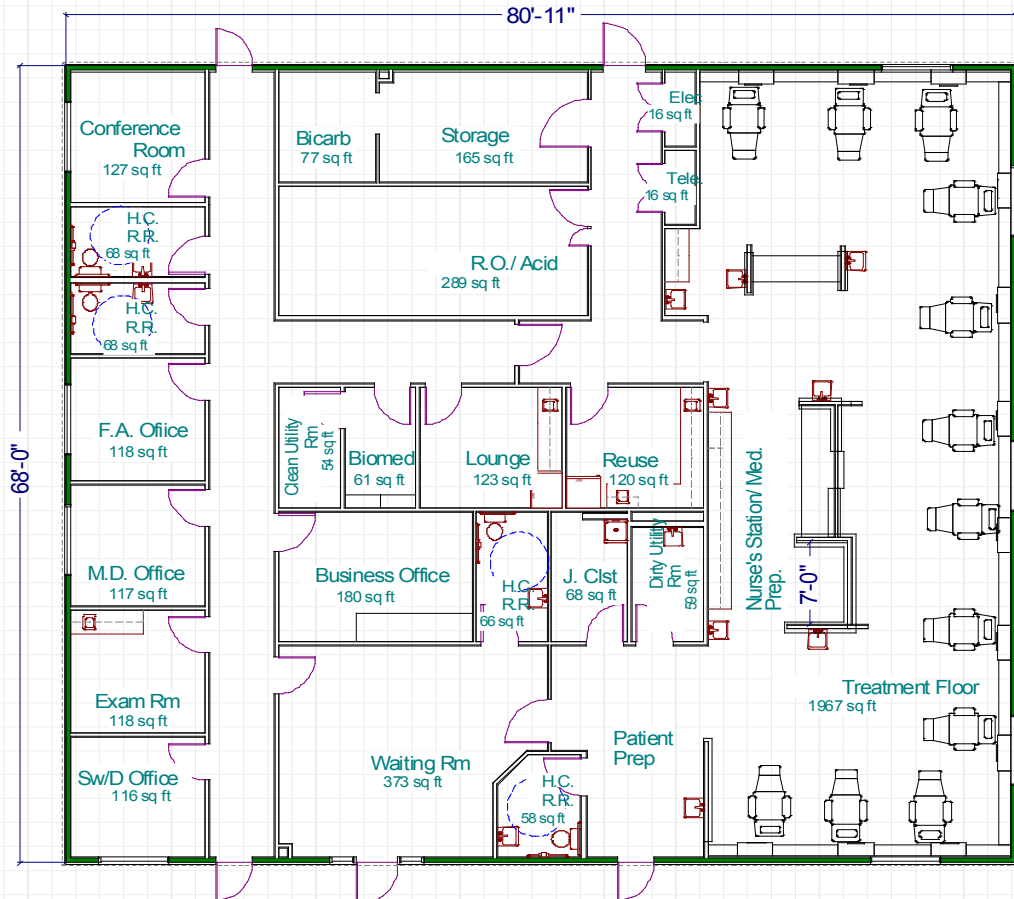 80'-11"
68'-0"
Conference
Room
127 sq ft
Bicarb
77 sq ft
Storage
165 sq ft
Elec
16 sq ft
Tele.
16 sq ft
H.C.
R.R.
68 sq ft
H.C.
R.R.
68 sq ft
R.O./ Acid
289 sq ft
F.A. Ofiice
118 sq ft
Clean Utility
Rm
54 sq ft
Biomed
61 sq ft
Lounge
123 sq ft
Reuse
120 sq ft
Nurse's Station/ Med.
Prep.
7'-0"
M.D. Office
117 sq ft
Business Office
180 sq ft
H.C.
R.R.
66 sq ft
J. Clst
68 sq ft
Dirty Utility
Rm
59 sq ft
Exam Rm
118 sq ft
Treatment Floor
1967 sq ft
Sw/D Office
116 sq ft
Waiting Rm
373 sq ft
Patient
Prep
H.C.
R.R.
58 sq ft